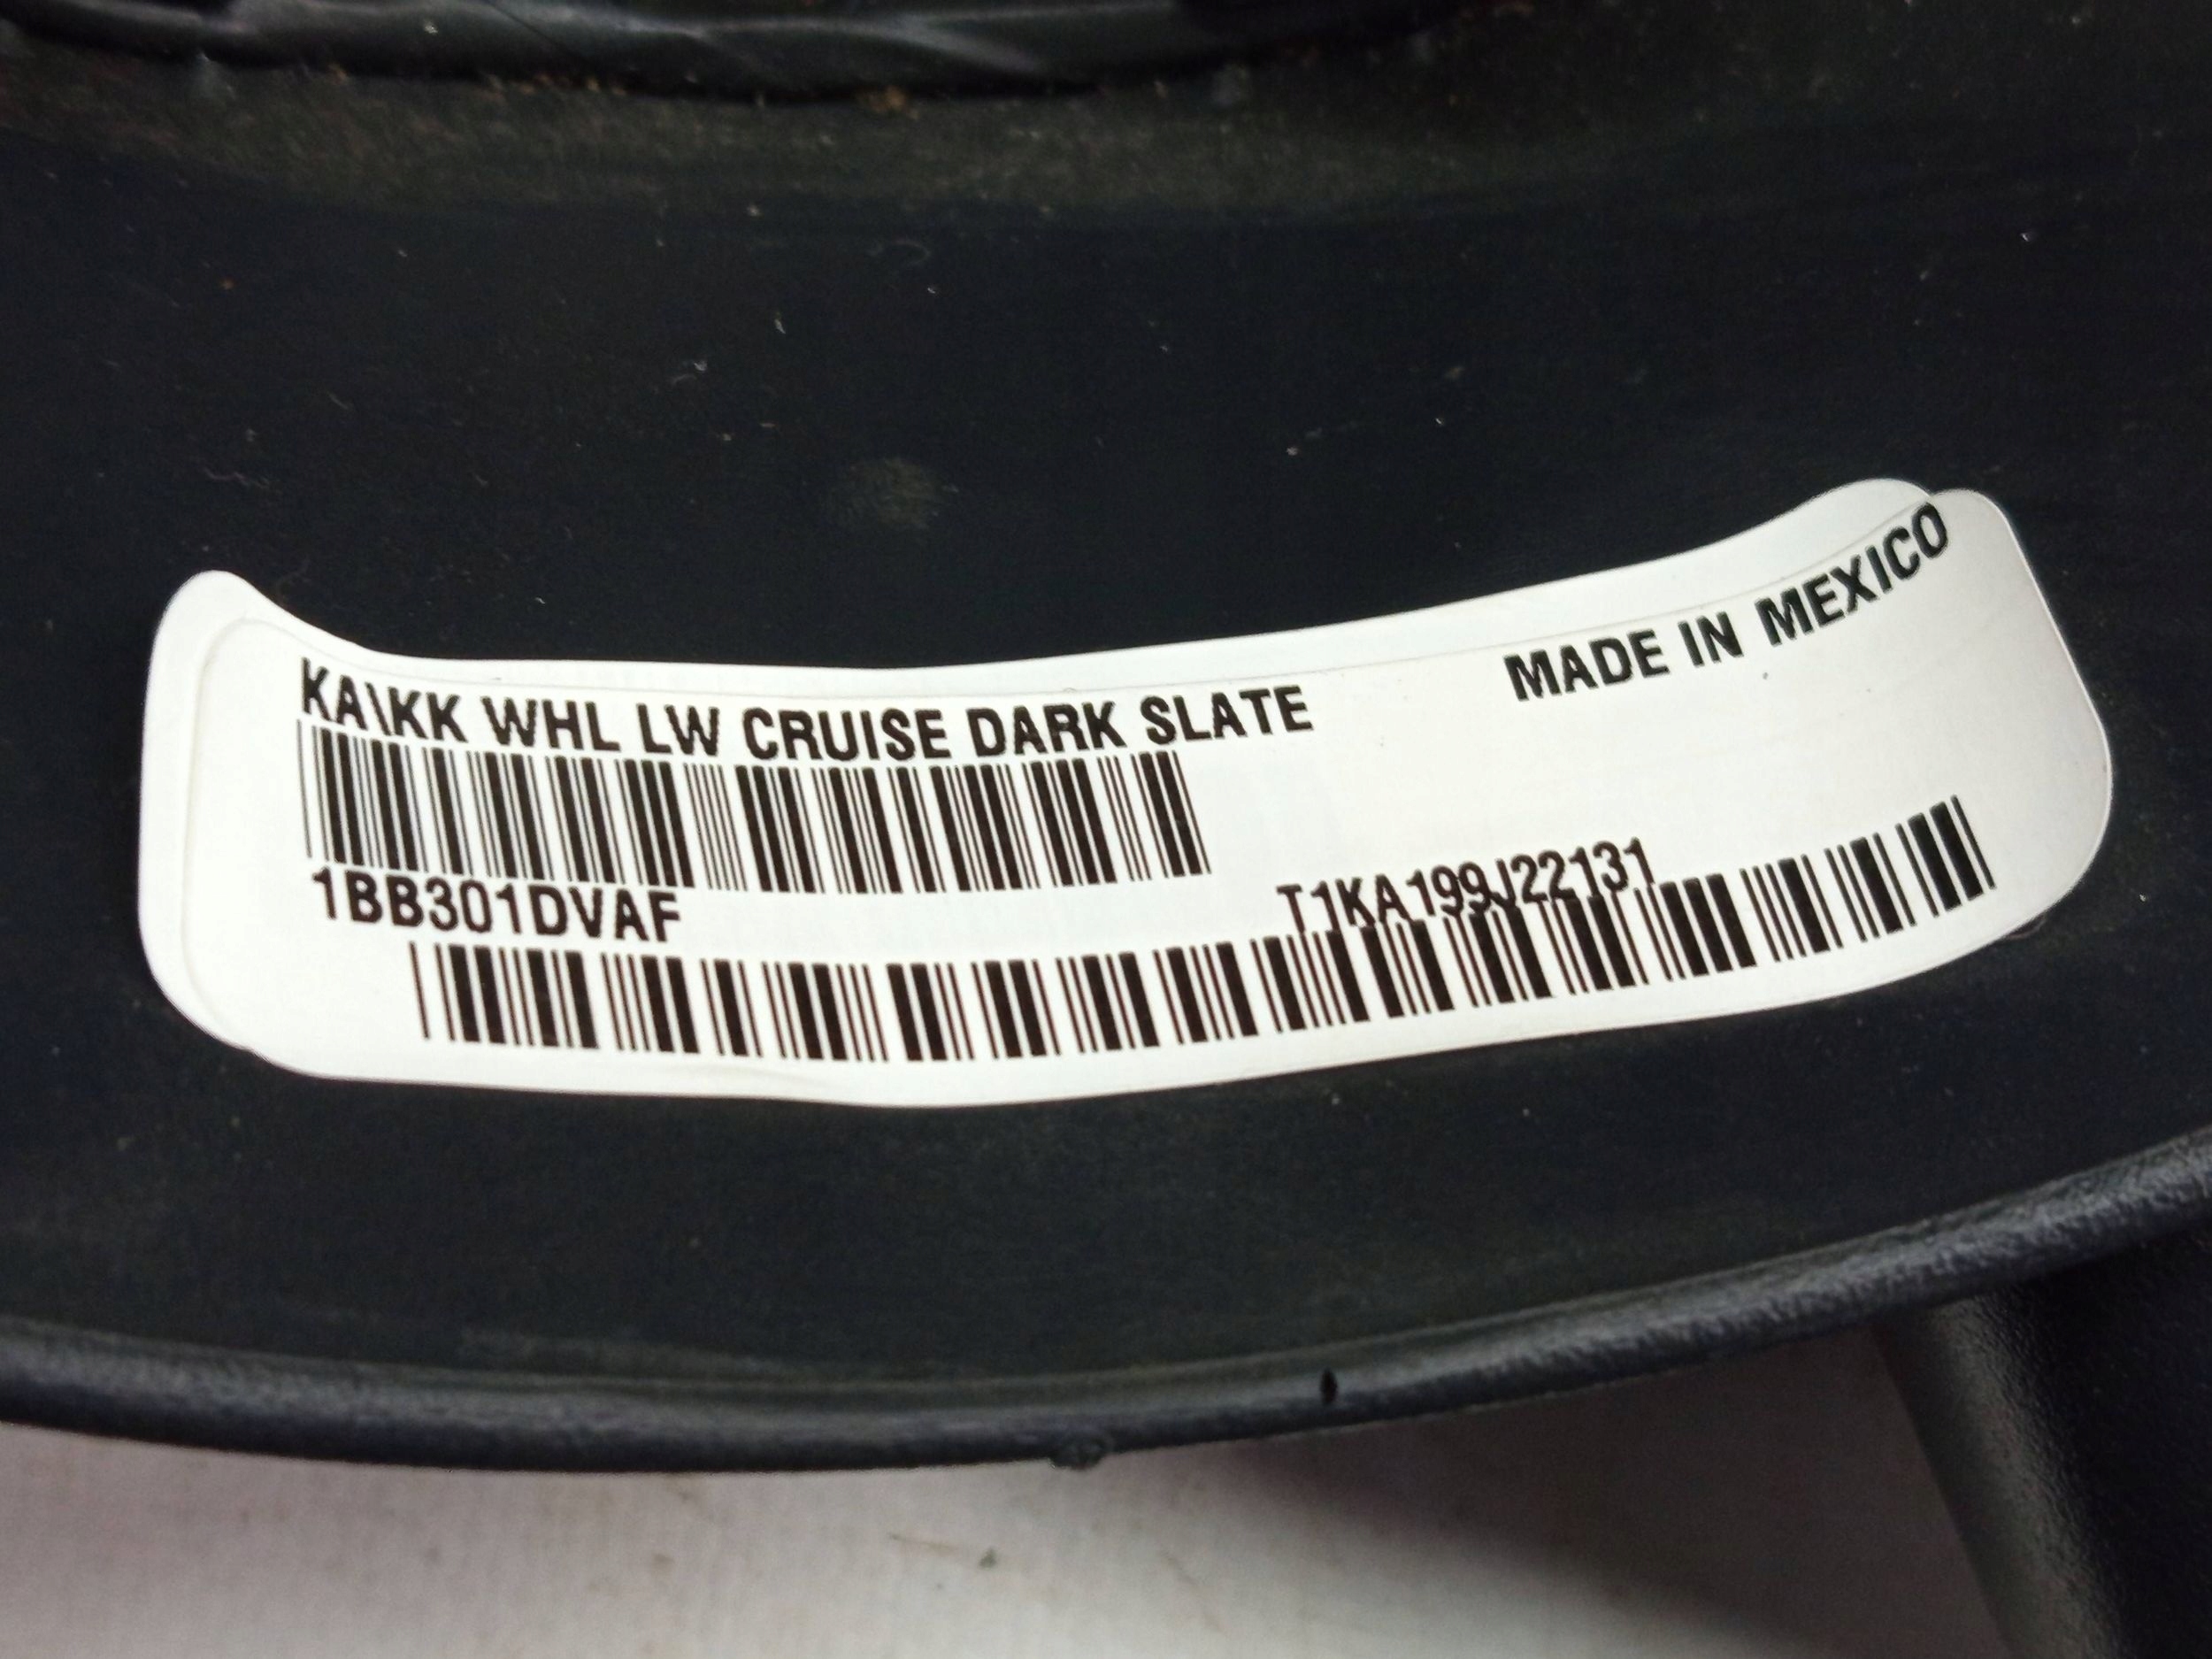 KA\KK WHL LW CRUISE DARK SLATE
MADE IN MEXICO
1BB301DVAF
T1KA199J22131